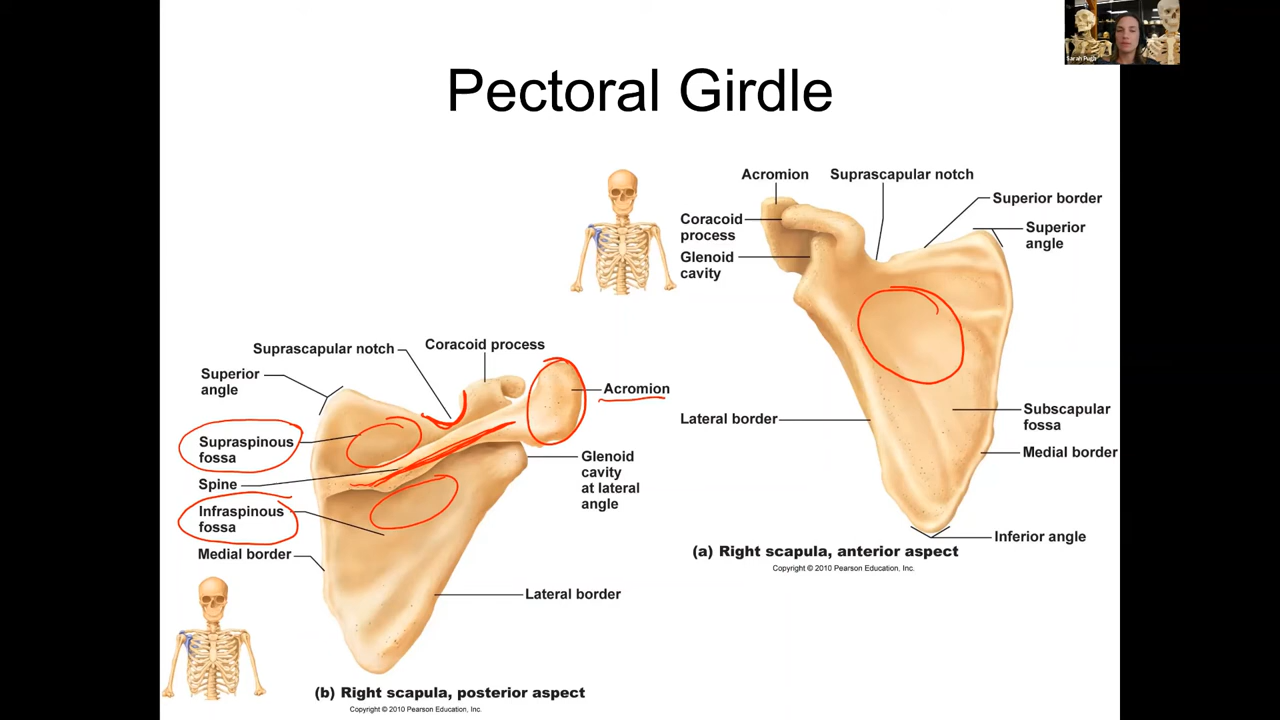 Sarah Pugh
Pectoral Girdle
Acromion
Suprascapular notch
Superior border
Coracoid
process
Superior
angle
Glenoid
cavity
Subscapular
fossa
Lateral border
Medial border
Inferior angle
(a) Right scapula, anterior aspect
Copyright © 2010 Pearson Education, Inc.
Suprascapular notch
Coracoid process
Superior
angle
Acromion
Supraspinous
fossa
Spine
Glenoid
cavity
at lateral
angle
Infraspinous
fossa
Medial border
Lateral border
(b) Right scapula, posterior aspect
Copyright © 2010 Pearson Education, Inc.